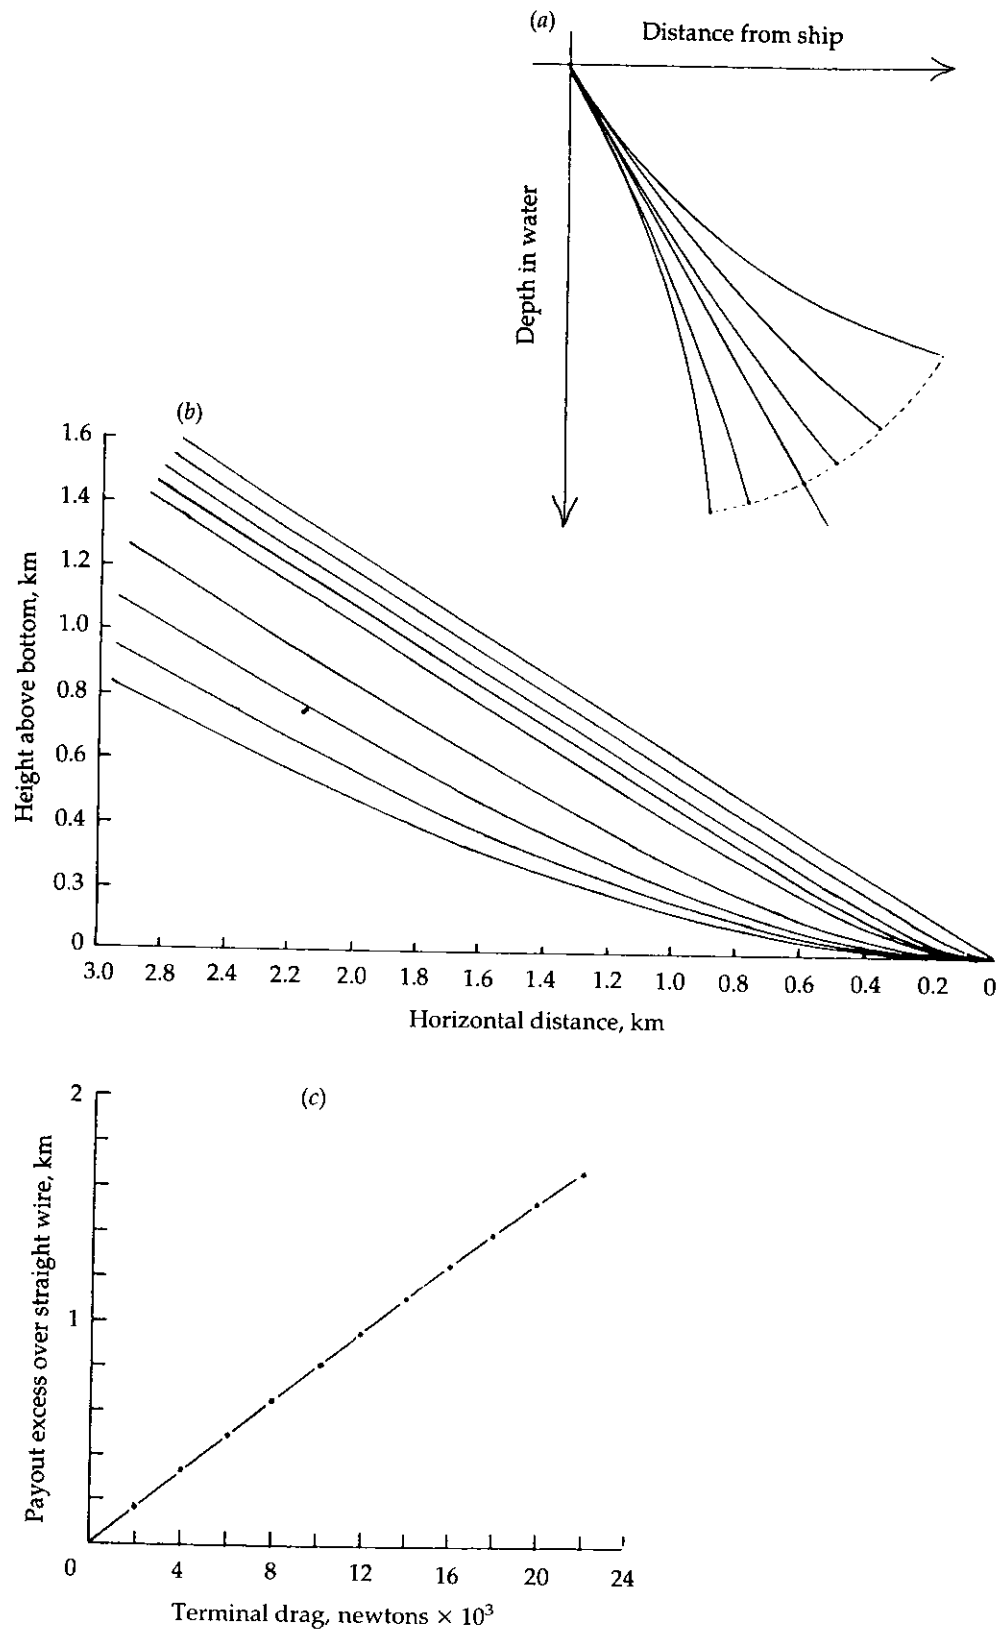 (a)
Distance from ship
Depth in water
(b)
Height above bottom, km
1.6
1.4
1.2
1.0
0.8
0.6
0.4
0.3
0
3.0 2.8 2.4 2.2 2.0 1.8 1.6 1.4 1.2 1.0 0.8 0.6 0.4 0.2 0
Horizontal distance, km
(c)
Payout excess over straight wire, km
2
1
0 4 8 12 16 20 24
Terminal drag, newtons × 10³